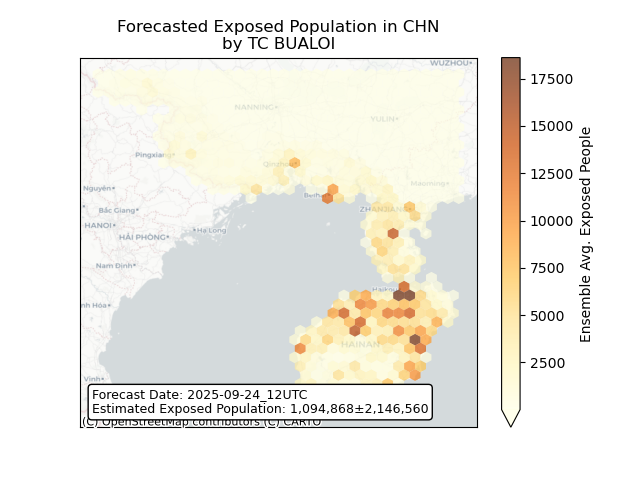 Forecasted Exposed Population in CHN
by TC BUALOI
WUZHOU
NANNING
YULIN
Pingxiang
Qinzhou
Maoming
Nguyên
Beihai
ZHANJIANG
Bắc Giang
HANOI
HẢI PHÒNG
Ha Long
Nam Định
Haikou
nh Hóa
HAINAN
Vinh
Forecast Date: 2025-09-24_12UTC
Estimated Exposed Population: 1,094,868±2,146,560
(C) OpenStreetMap contributors (C) CARTO
17500
15000
12500
10000
7500
5000
2500
Ensemble Avg. Exposed People